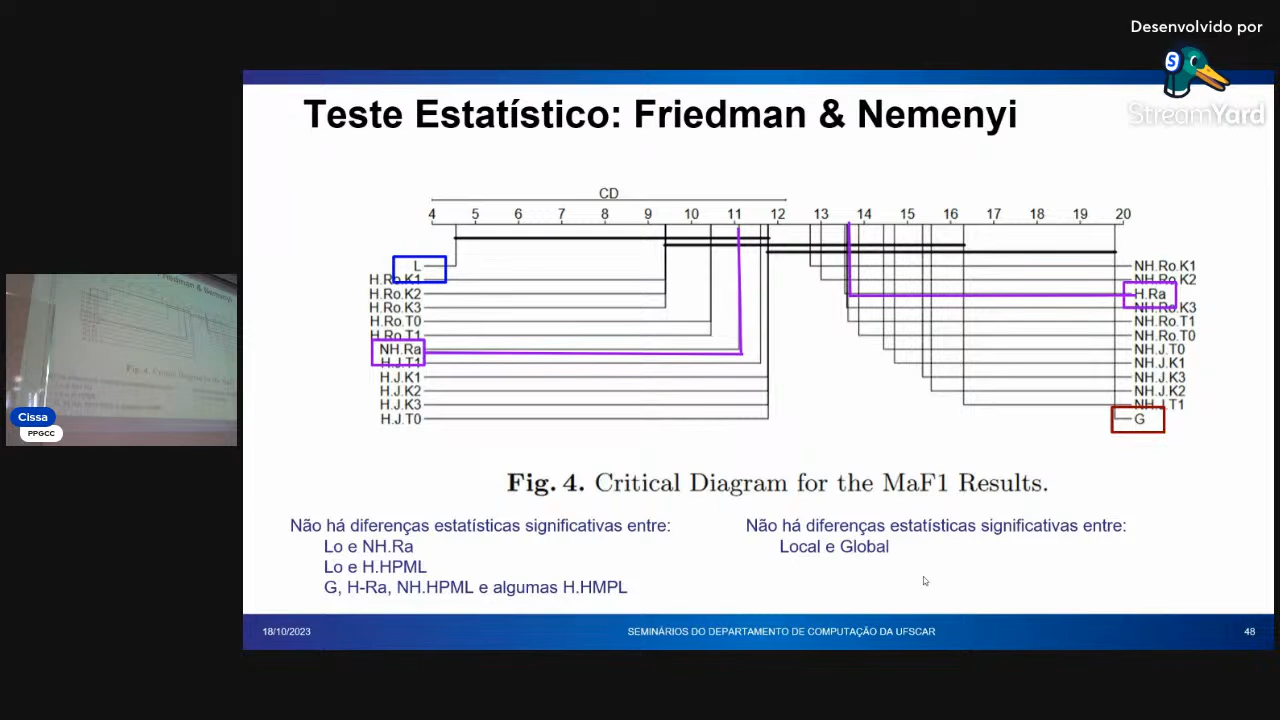 Desenvolvido por
StreamYard
Teste Estatístico: Friedman & Nemenyi
CD
4 5 6 7 8 9 10 11 12 13 14 15 16 17 18 19 20
L
H.Ro.K1
H.Ro.K2
H.Ro.K3
H.Ro.T0
H.Ro.T1
NH.Ra
H.J.T1
H.J.K1
H.J.K2
H.J.K3
H.J.T0
NH.Ro.K1
NH.Ro.K2
H.Ra
NH.Ro.K3
NH.Ro.T1
NH.Ro.T0
NH.J.T0
NH.J.K1
NH.J.K3
NH.J.K2
NH.J.T1
G
Fig. 4. Critical Diagram for the MaF1 Results.
Não há diferenças estatísticas significativas entre:
Lo e NH.Ra
Lo e H.HPML
G, H-Ra, NH.HPML e algumas H.HMPL
Não há diferenças estatísticas significativas entre:
Local e Global
18/10/2023
SEMINÁRIOS DO DEPARTAMENTO DE COMPUTAÇÃO DA UFSCAR
48
Cissa
PPGCC